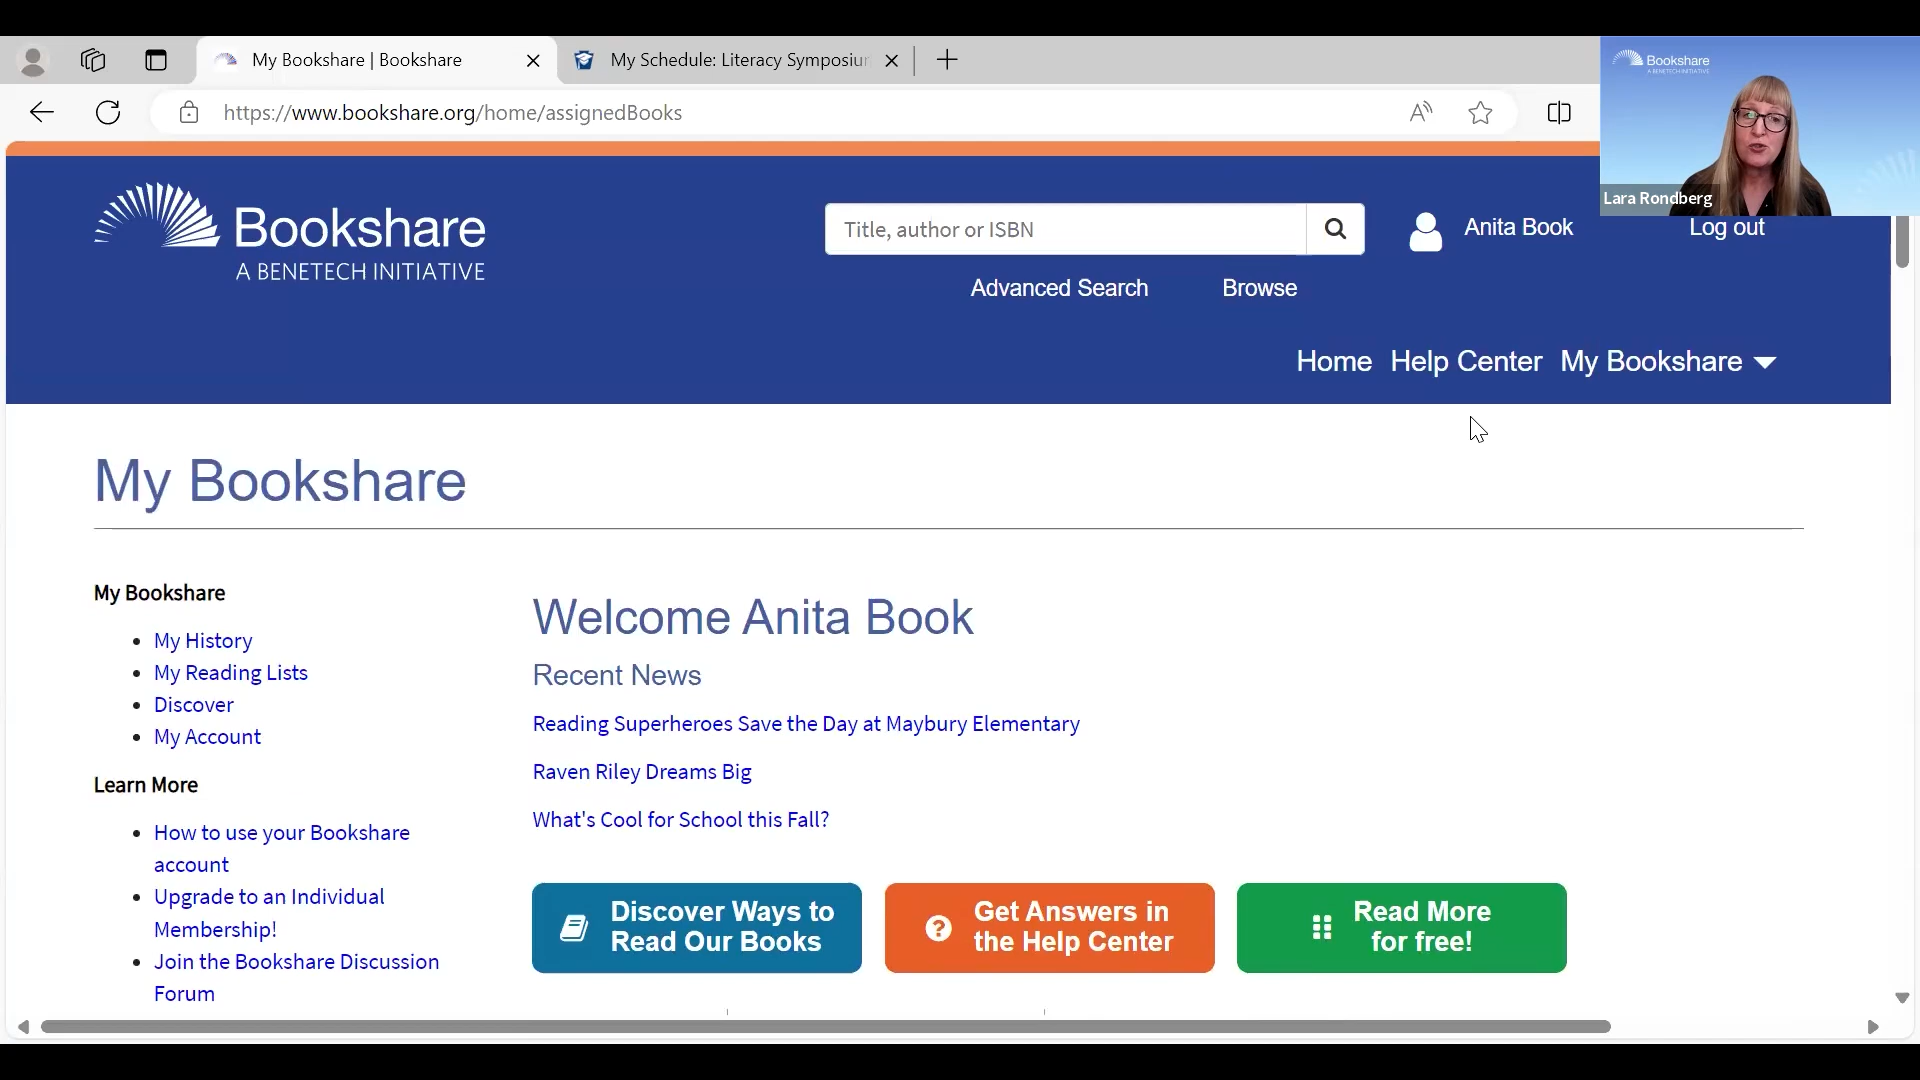 My Bookshare | Bookshare
My Schedule: Literacy Symposiu
https://www.bookshare.org/home/assignedBooks
Bookshare
A BENETECH INITIATIVE
Lara Rondberg
Bookshare
A BENETECH INITIATIVE
Title, author or ISBN
Anita Book
Log out
Advanced Search
Browse
Home
Help Center
My Bookshare
My Bookshare
My Bookshare
My History
My Reading Lists
Discover
My Account
Learn More
How to use your Bookshare
account
Upgrade to an Individual
Membership!
Join the Bookshare Discussion
Forum
Welcome Anita Book
Recent News
Reading Superheroes Save the Day at Maybury Elementary
Raven Riley Dreams Big
What's Cool for School this Fall?
Discover Ways to
Read Our Books
Get Answers in
the Help Center
Read More
for free!